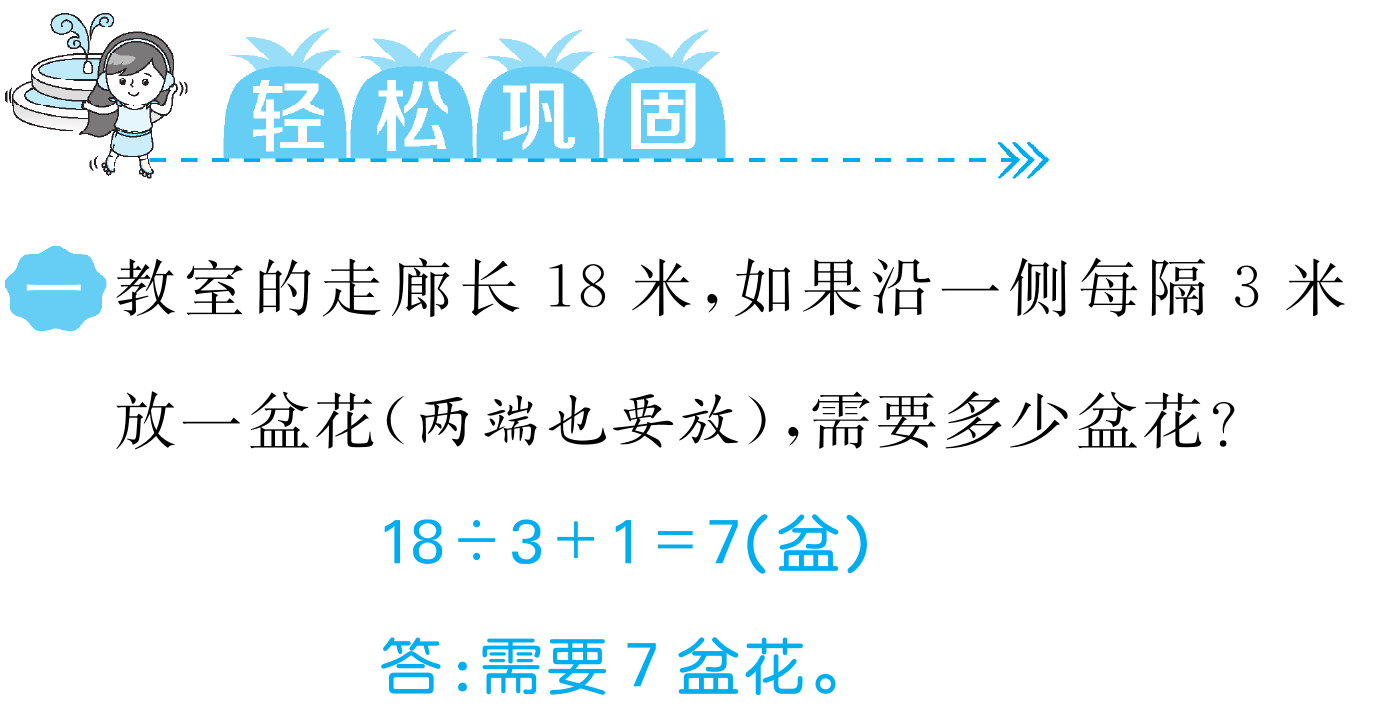 轻松巩固
一 教室的走廊长 18 米,如果沿一侧每隔 3 米
放一盆花(两端也要放),需要多少盆花?
18÷3+1=7(盆)
答:需要 7 盆花。